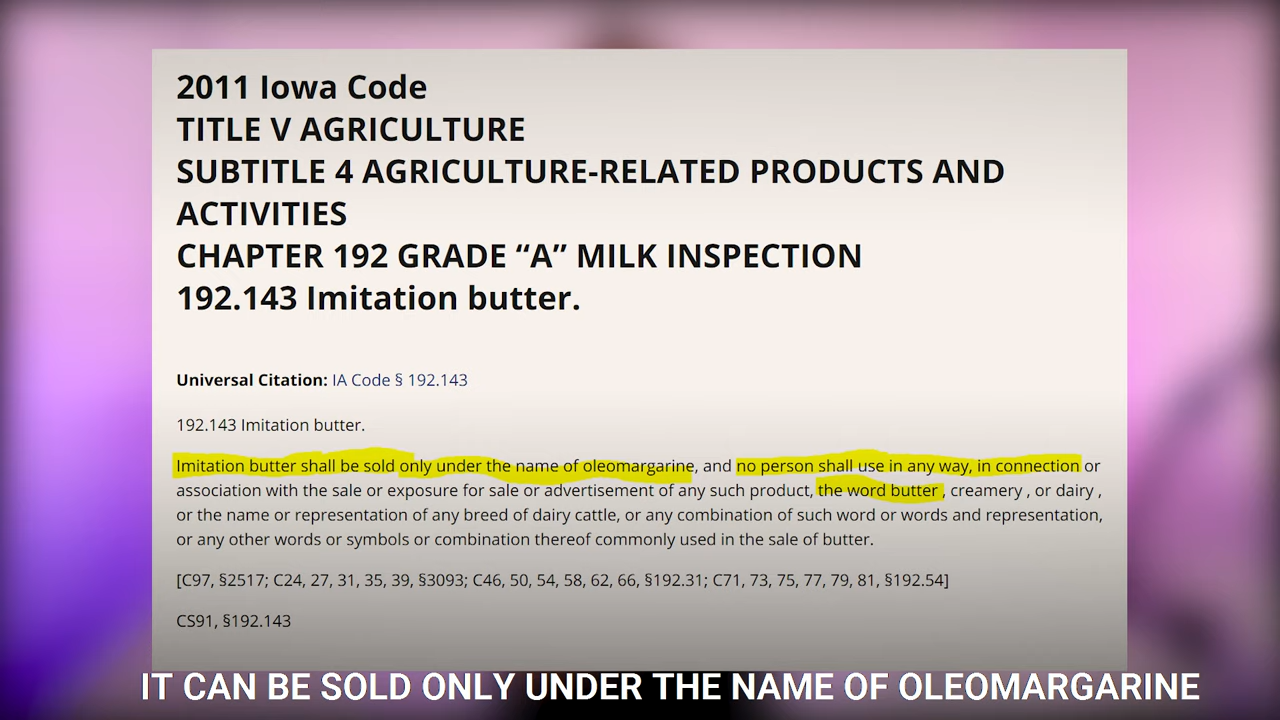 2011 Iowa Code
TITLE V AGRICULTURE
SUBTITLE 4 AGRICULTURE-RELATED PRODUCTS AND
ACTIVITIES
CHAPTER 192 GRADE “A” MILK INSPECTION
192.143 Imitation butter.
Universal Citation: IA Code § 192.143
192.143 Imitation butter.
Imitation butter shall be sold only under the name of oleomargarine, and no person shall use in any way, in connection or
association with the sale or exposure for sale or advertisement of any such product, the word butter , creamery , or dairy ,
or the name or representation of any breed of dairy cattle, or any combination of such word or words and representation,
or any other words or symbols or combination thereof commonly used in the sale of butter.
[C97, §2517; C24, 27, 31, 35, 39, §3093; C46, 50, 54, 58, 62, 66, §192.31; C71, 73, 75, 77, 79, 81, §192.54]
CS91, §192.143
IT CAN BE SOLD ONLY UNDER THE NAME OF OLEOMARGARINE